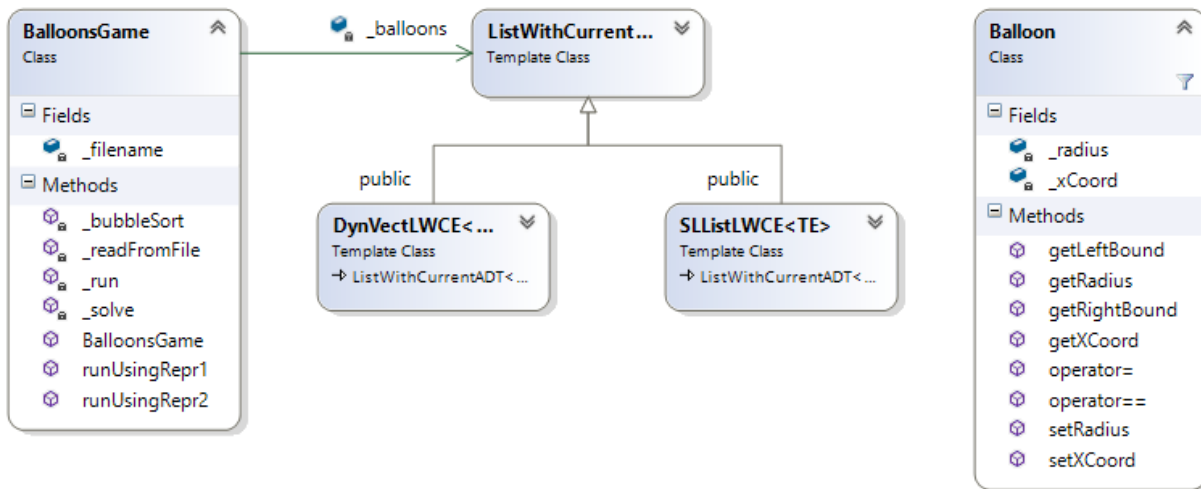 BalloonsGame
Class
Fields
_filename
Methods
_bubbleSort
_readFromFile
_run
_solve
BalloonsGame
runUsingRepr1
runUsingRepr2
_balloons
ListWithCurrent...
Template Class
public
public
DynVectLWCE<...
Template Class
ListWithCurrentADT<...
SLListLWCE<TE>
Template Class
ListWithCurrentADT<...
Balloon
Class
Fields
_radius
_xCoord
Methods
getLeftBound
getRadius
getRightBound
getXCoord
operator=
operator==
setRadius
setXCoord